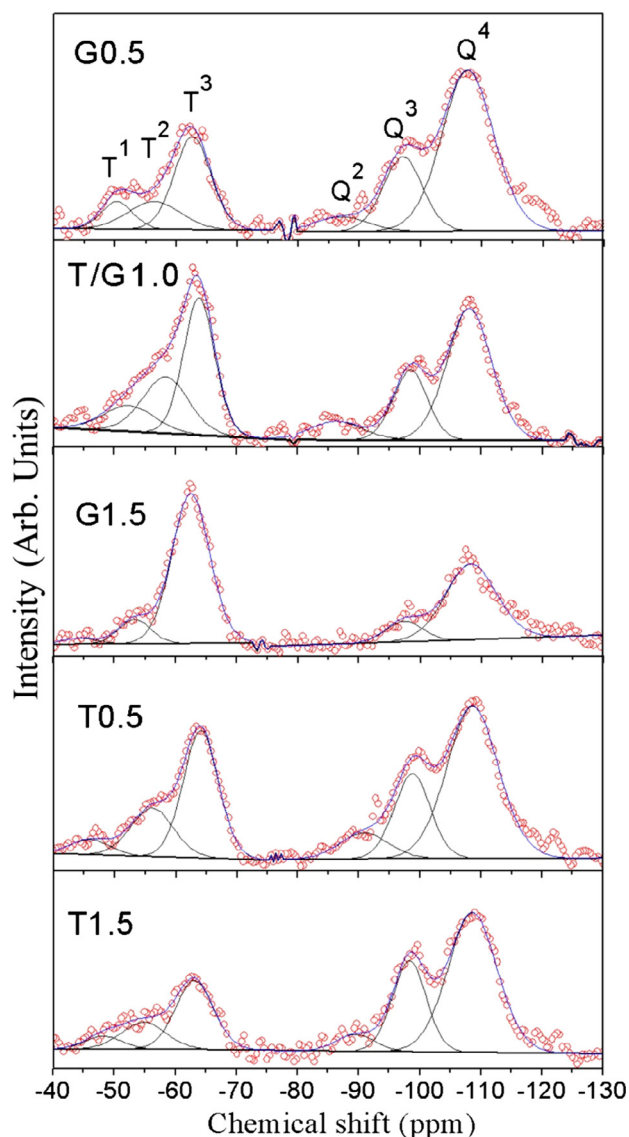 G0.5
T¹
T²
T³
Q²
Q³
Q⁴
T/G1.0
G1.5
T0.5
T1.5
Intensity (Arb. Units)
-40 -50 -60 -70 -80 -90 -100 -110 -120 -130
Chemical shift (ppm)